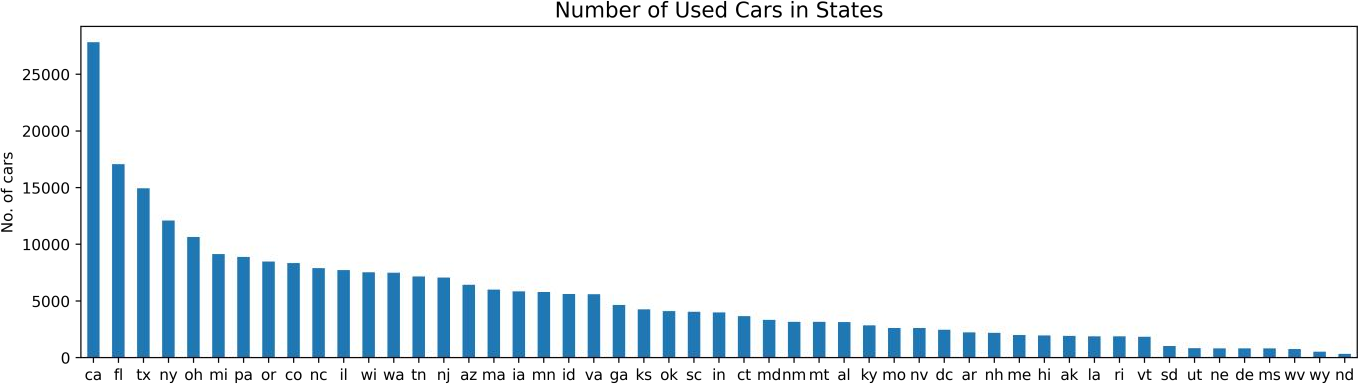 Number of Used Cars in States
No. of cars
25000
20000
15000
10000
5000
0
ca fl tx ny oh mi pa or co nc il wi wa tn nj az ma ia mn id va ga ks ok sc in ct md nm mt al ky mo nv dc ar nh me hi ak la ri vt sd ut ne de ms wv wy nd